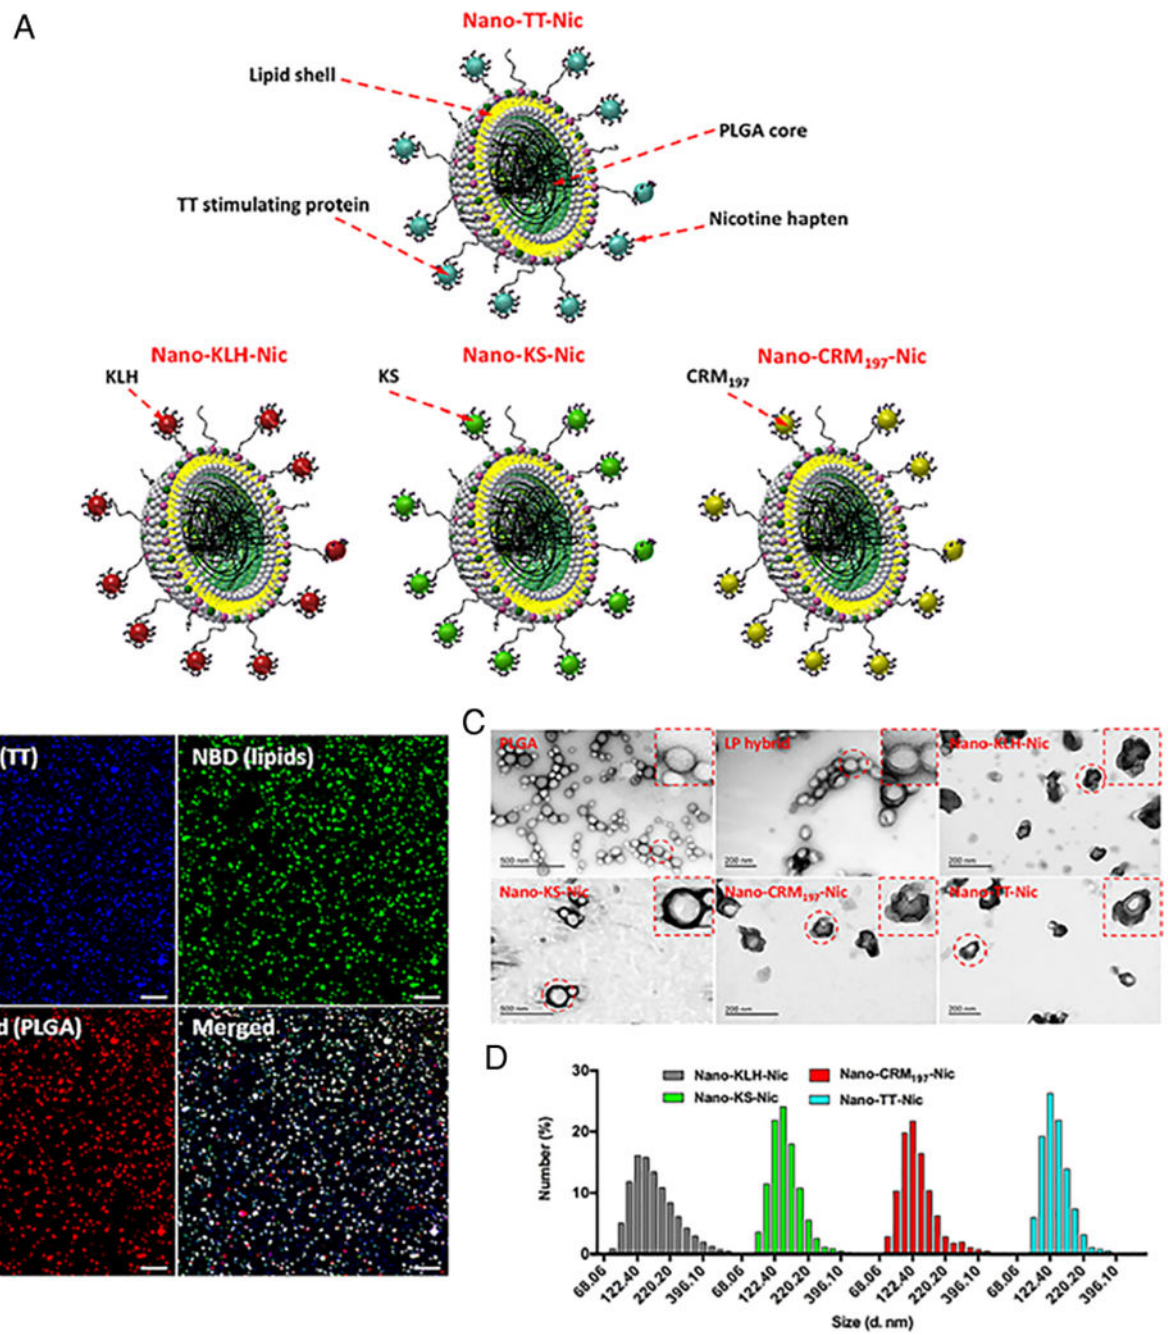 A
Nano-TT-Nic
Lipid shell
PLGA core
TT stimulating protein
Nicotine hapten
Nano-KLH-Nic
Nano-KS-Nic
Nano-CRM₁₉₇-Nic
KLH
KS
CRM₁₉₇
(TT)
NBD (lipids)
d (PLGA)
Merged
C
PLGA
LP hybrid
Nano-KLH-Nic
500 nm
200 nm
200 nm
Nano-KS-Nic
Nano-CRM₁₉₇-Nic
Nano-TT-Nic
500 nm
200 nm
200 nm
D
Nano-KLH-Nic
Nano-CRM₁₉₇-Nic
Nano-KS-Nic
Nano-TT-Nic
Number (%)
30
20
10
0
68.06 122.40 220.20 396.10 68.06 122.40 220.20 396.10 68.06 122.40 220.20 396.10 68.06 122.40 220.20 396.10
Size (d. nm)